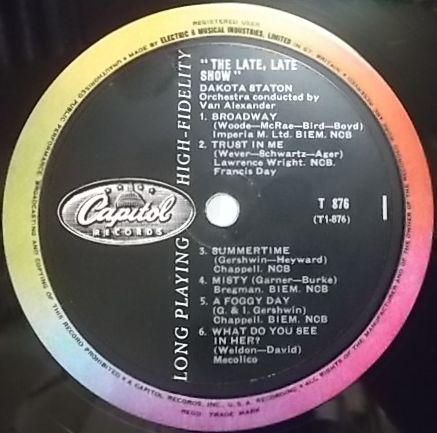 REGISTERED USER
• MADE BY ELECTRIC & MUSICAL INDUSTRIES, LIMITED IN GT. BRITAIN. •
"THE LATE, LATE
SHOW"
DAKOTA STATON
Orchestra conducted by
Van Alexander
1. BROADWAY
(Woode—McRae—Bird—Boyd)
Imperia M. Ltd. BIEM. NCB
2. TRUST IN ME
(Wever—Schwartz—Ager)
Lawrence Wright. NCB.
Francis Day
LONG PLAYING HIGH-FIDELITY
Capitol
RECORDS
T 876
(T1-876)
1
3. SUMMERTIME
(Gershwin—Heyward)
Chappell. NCB
4. MISTY (Garner—Burke)
Bregman. BIEM. NCB
5. A FOGGY DAY
(G. & I. Gershwin)
Chappell. BIEM. NCB
6. WHAT DO YOU SEE
IN HER?
(Weldon—David)
Mecolico
UNAUTHORISED PUBLIC PERFORMANCE, BROADCASTING AND COPYING OF THIS RECORD PROHIBITED •
A CAPITOL RECORDS, INC., U.S.A. RECORDING •
ALL RIGHTS OF THE MANUFACTURER AND OF THE OWNER OF THE
REGD. TRADE MARK